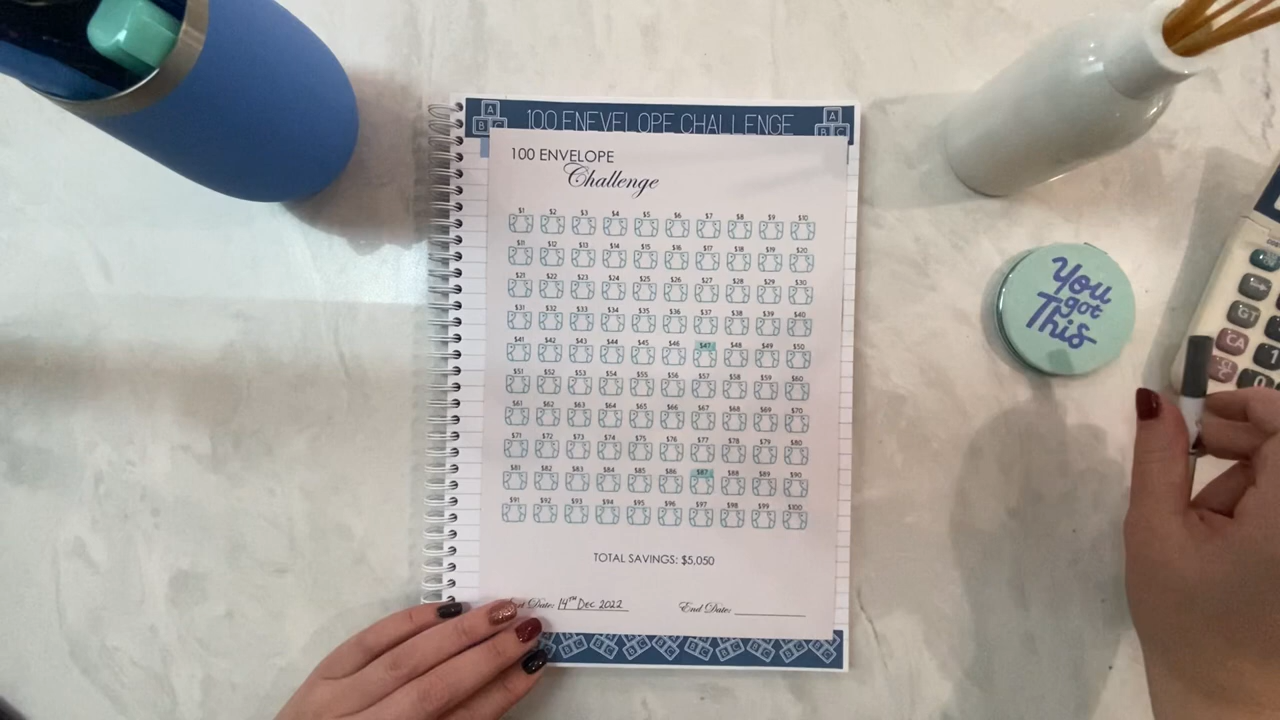 100 ENEVELOPE CHALLENGE
A
B C
A
B C
100 ENVELOPE
Challenge
$1 $2 $3 $4 $5 $6 $7 $8 $9 $10
$11 $12 $13 $14 $15 $16 $17 $18 $19 $20
$21 $22 $23 $24 $25 $26 $27 $28 $29 $30
$31 $32 $33 $34 $35 $36 $37 $38 $39 $40
$41 $42 $43 $44 $45 $46 $47 $48 $49 $50
$51 $52 $53 $54 $55 $56 $57 $58 $59 $60
$61 $62 $63 $64 $65 $66 $67 $68 $69 $70
$71 $72 $73 $74 $75 $76 $77 $78 $79 $80
$81 $82 $83 $84 $85 $86 $87 $88 $89 $90
$91 $92 $93 $94 $95 $96 $97 $98 $99 $100
TOTAL SAVINGS: $5,050
Date: 14TH Dec 2022
End Date:
You
got
This
GT
CA
1
0